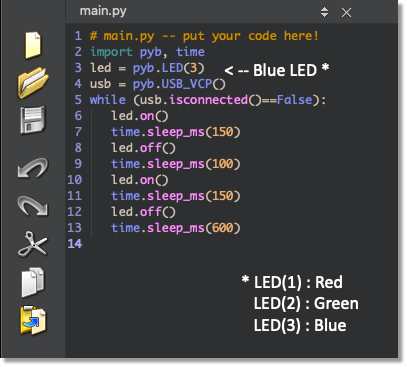 main.py
1 # main.py -- put your code here!
2 import pyb, time
3 led = pyb.LED(3) < -- Blue LED *
4 usb = pyb.USB_VCP()
5 while (usb.isconnected()==False):
6 led.on()
7 time.sleep_ms(150)
8 led.off()
9 time.sleep_ms(100)
10 led.on()
11 time.sleep_ms(150)
12 led.off()
13 time.sleep_ms(600)
14
* LED(1) : Red
LED(2) : Green
LED(3) : Blue